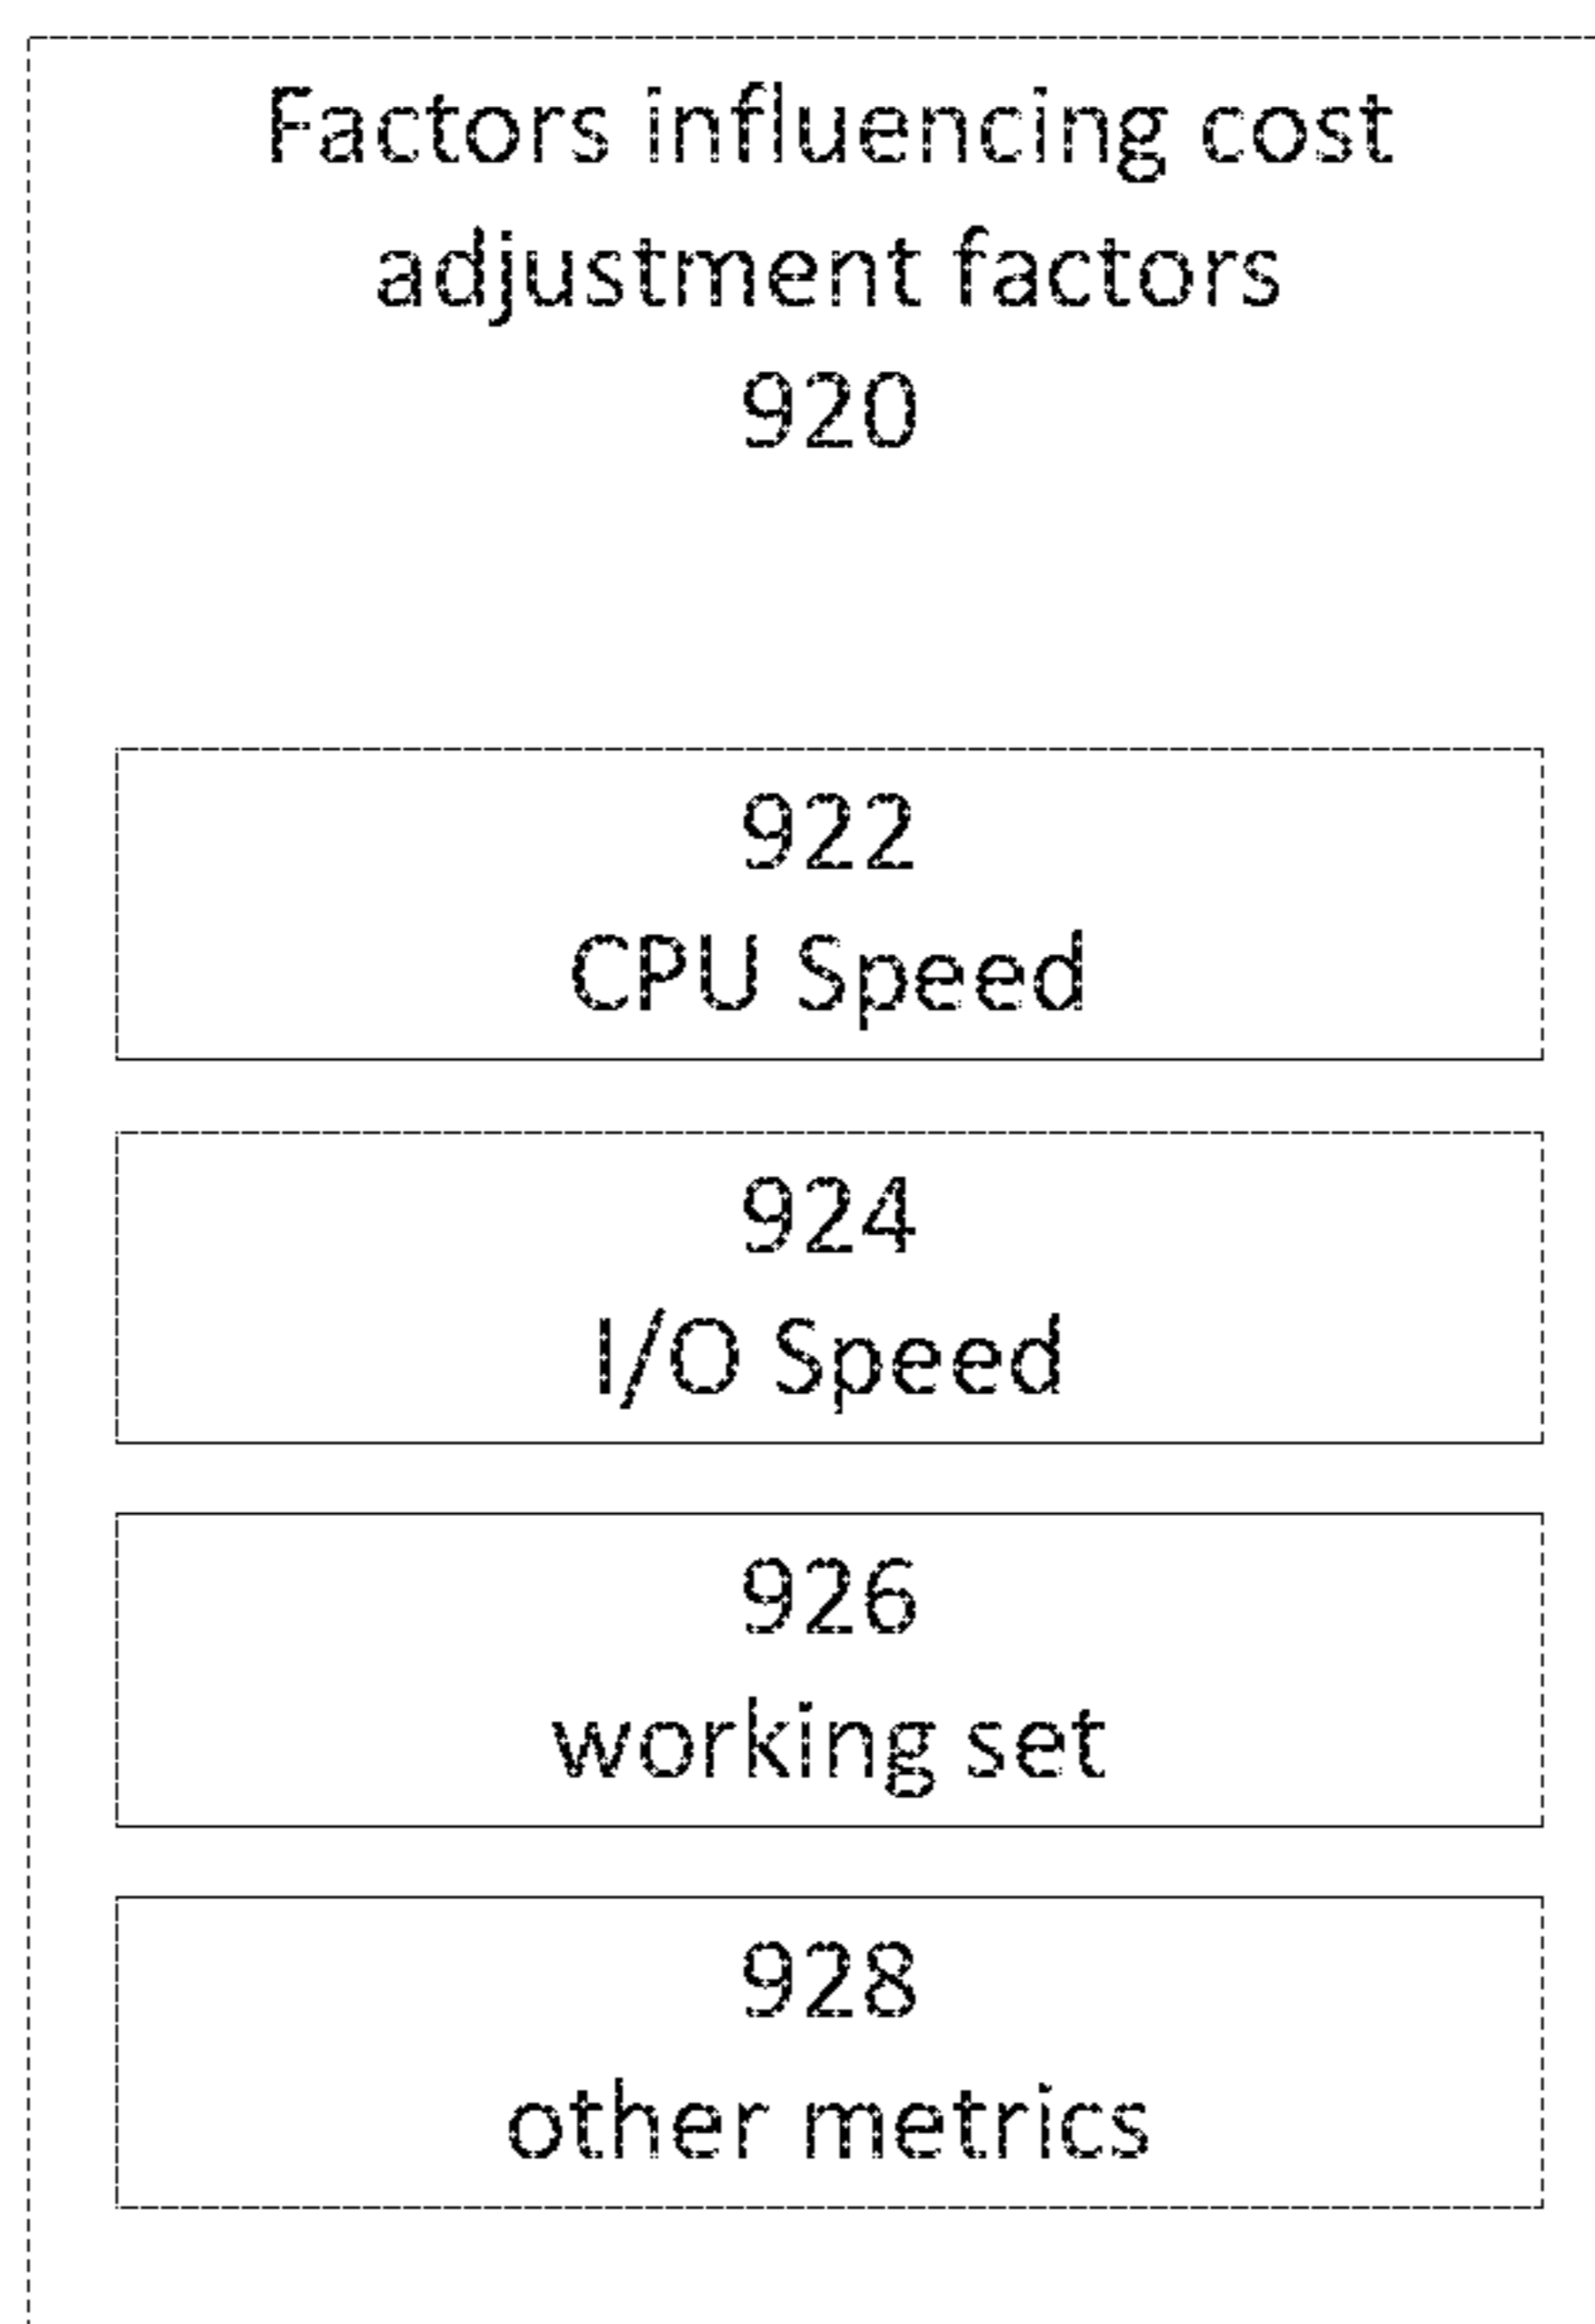 Factors influencing cost
adjustment factors
920
922
CPU Speed
924
I/O Speed
926
working set
928
other metrics